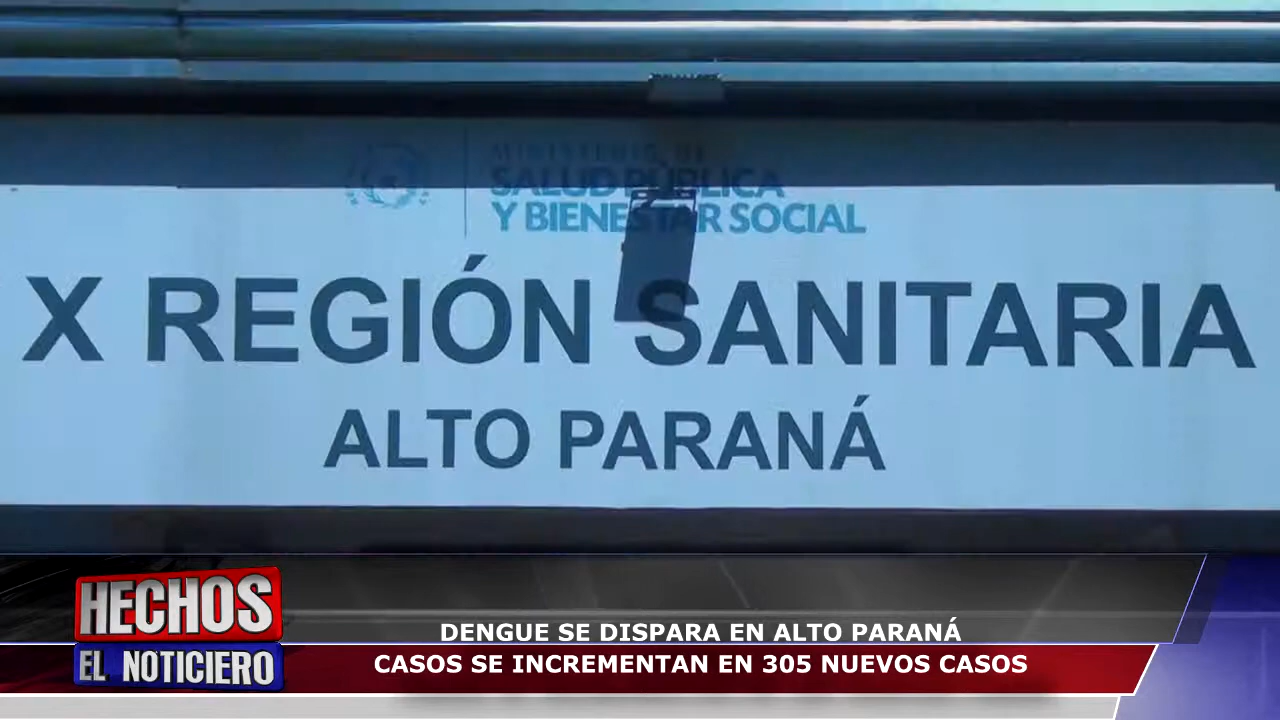 MINISTERIO DE
SALUD PÚBLICA
Y BIENESTAR SOCIAL
X REGIÓN SANITARIA
ALTO PARANÁ
HECHOS
EL NOTICIERO
DENGUE SE DISPARA EN ALTO PARANÁ
CASOS SE INCREMENTAN EN 305 NUEVOS CASOS